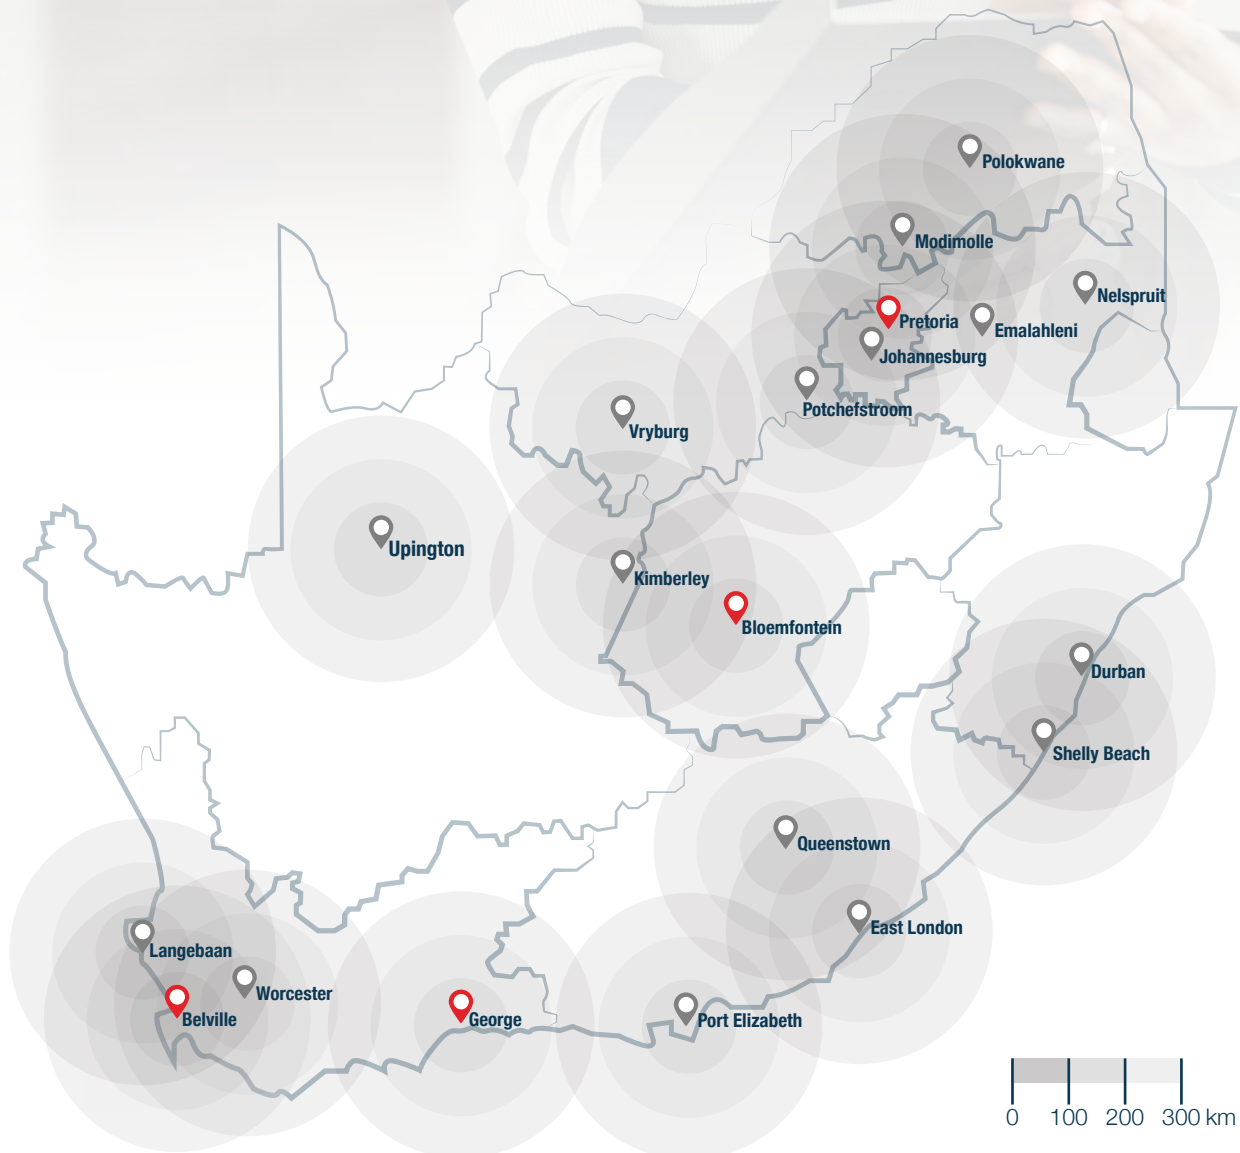 Polokwane
Modimolle
Nelspruit
Pretoria
Emalahleni
Johannesburg
Potchefstroom
Vryburg
Upington
Kimberley
Bloemfontein
Durban
Shelly Beach
Queenstown
East London
Langebaan
Worcester
Belville
George
Port Elizabeth
0 100 200 300 km